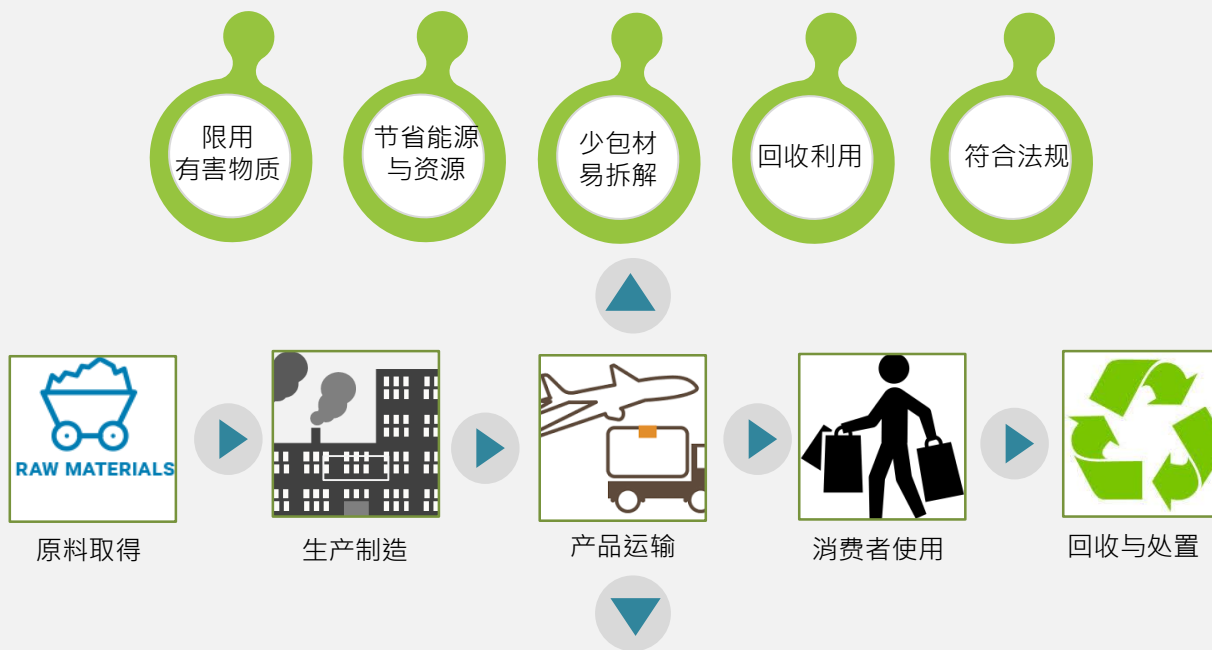 限用
有害物质
节省能源
与资源
少包材
易拆解
回收利用
符合法规
RAW MATERIALS
原料取得
生产制造
产品运输
消费者使用
回收与处置